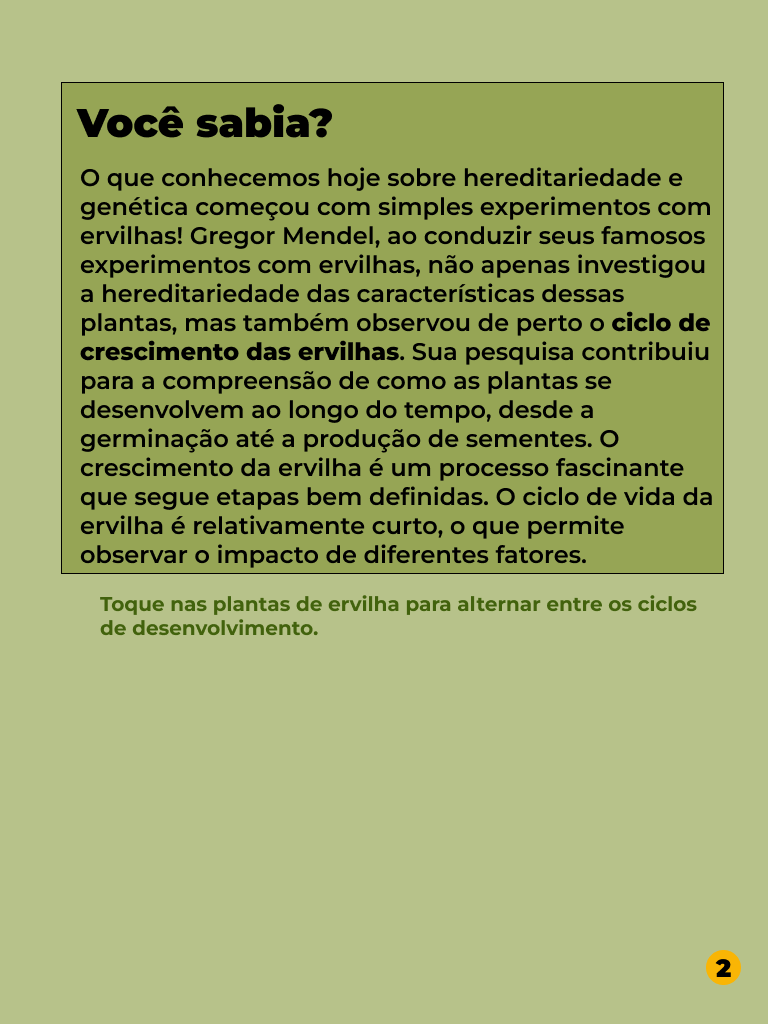 Você sabia?
O que conhecemos hoje sobre hereditariedade e
genética começou com simples experimentos com
ervilhas! Gregor Mendel, ao conduzir seus famosos
experimentos com ervilhas, não apenas investigou
a hereditariedade das características dessas
plantas, mas também observou de perto o ciclo de
crescimento das ervilhas. Sua pesquisa contribuiu
para a compreensão de como as plantas se
desenvolvem ao longo do tempo, desde a
germinação até a produção de sementes. O
crescimento da ervilha é um processo fascinante
que segue etapas bem definidas. O ciclo de vida da
ervilha é relativamente curto, o que permite
observar o impacto de diferentes fatores.
Toque nas plantas de ervilha para alternar entre os ciclos
de desenvolvimento.
2